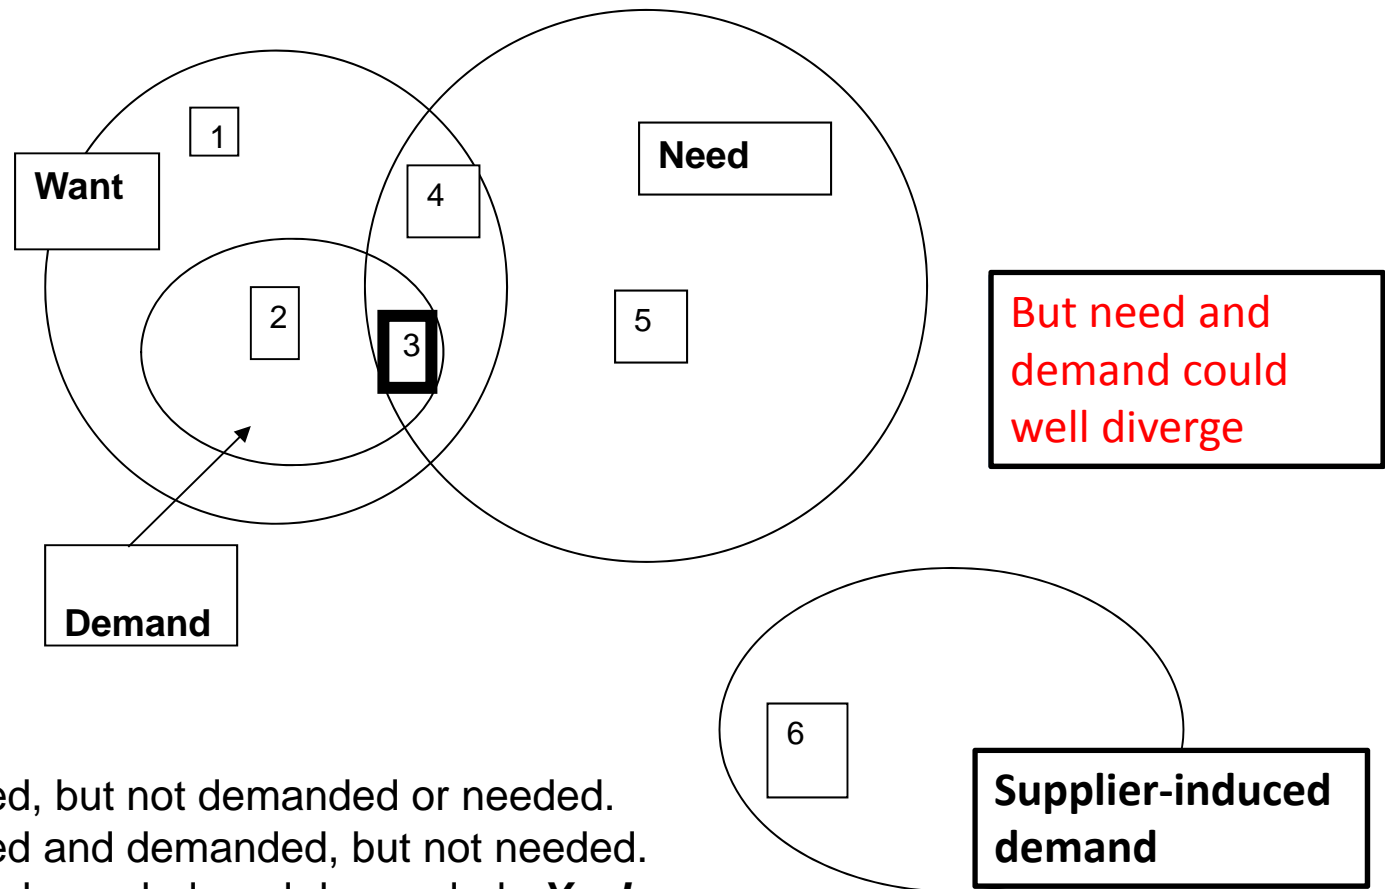 1
Want
4
Need
2
3
5
But need and
demand could
well diverge
Demand
6
Supplier-induced
demand
ed, but not demanded or needed.
ed and demanded, but not needed.